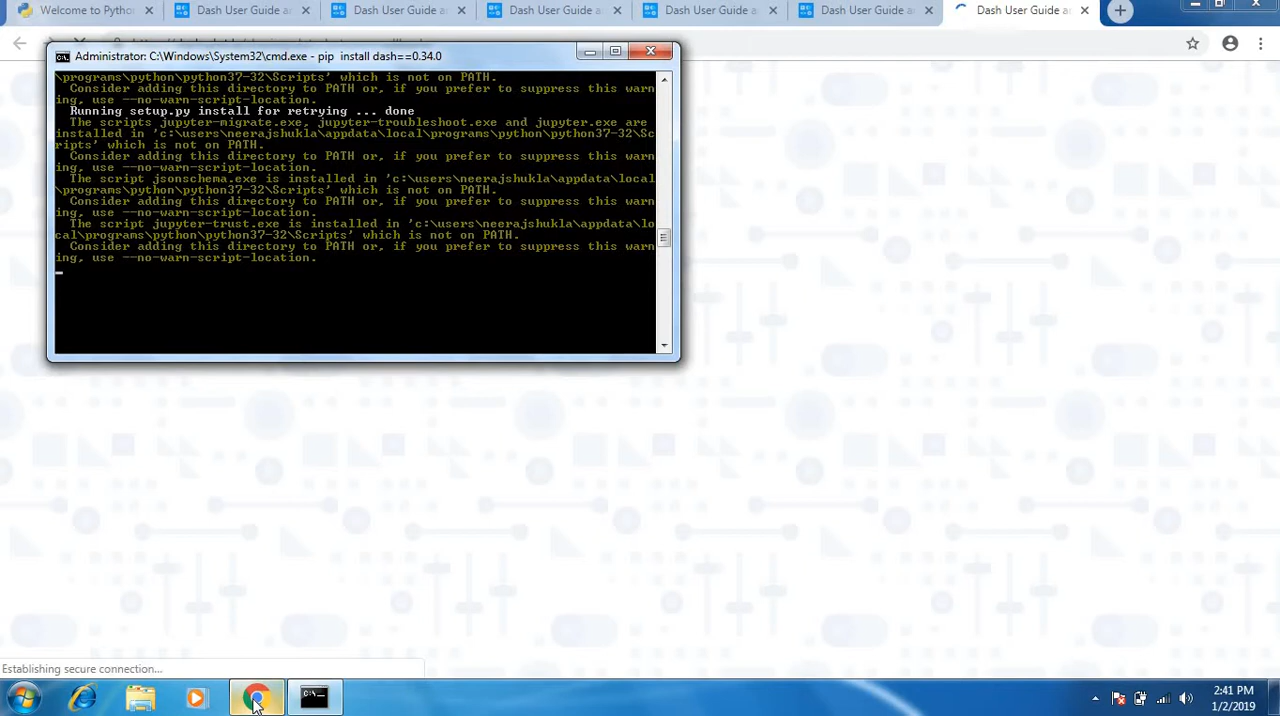 Welcome to Pytho
Dash User Guide a
Dash User Guide a
Dash User Guide a
Dash User Guide a
Dash User Guide a
Dash User Guide a
Administrator: C:\Windows\System32\cmd.exe - pip install dash==0.34.0
\programs\python\python37-32\Scripts' which is not on PATH.
Consider adding this directory to PATH or, if you prefer to suppress this warn
ing, use --no-warn-script-location.
Running setup.py install for retrying ... done
The scripts jupyter-migrate.exe, jupyter-troubleshoot.exe and jupyter.exe are
installed in 'c:\users\neerajshukla\appdata\local\programs\python\python37-32\Sc
ripts' which is not on PATH.
Consider adding this directory to PATH or, if you prefer to suppress this warn
ing, use --no-warn-script-location.
The script jsonschema.exe is installed in 'c:\users\neerajshukla\appdata\local
\programs\python\python37-32\Scripts' which is not on PATH.
Consider adding this directory to PATH or, if you prefer to suppress this warn
ing, use --no-warn-script-location.
The script jupyter-trust.exe is installed in 'c:\users\neerajshukla\appdata\lo
cal\programs\python\python37-32\Scripts' which is not on PATH.
Consider adding this directory to PATH or, if you prefer to suppress this warn
ing, use --no-warn-script-location.
Establishing secure connection...
2:41 PM
1/2/2019